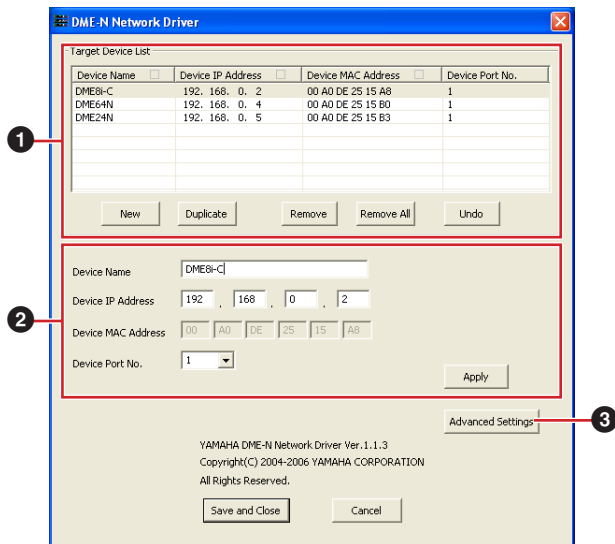 DME-N Network Driver
Target Device List
Device Name Device IP Address Device MAC Address Device Port No.
DME8i-C 192. 168. 0. 2 00 A0 DE 25 15 A8 1
DME64N 192. 168. 0. 4 00 A0 DE 25 15 B0 1
DME24N 192. 168. 0. 5 00 A0 DE 25 15 B3 1
1
New Duplicate Remove Remove All Undo
Device Name DME8i-C
Device IP Address 192 . 168 . 0 . 2
2
Device MAC Address 00 A0 DE 25 15 A8
Device Port No. 1
Apply
Advanced Settings 3
YAMAHA DME-N Network Driver Ver.1.1.3
Copyright(C) 2004-2006 YAMAHA CORPORATION
All Rights Reserved.
Save and Close Cancel